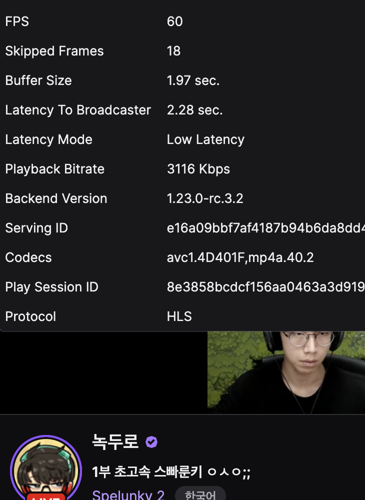 FPS 60
Skipped Frames 18
Buffer Size 1.97 sec.
Latency To Broadcaster 2.28 sec.
Latency Mode Low Latency
Playback Bitrate 3116 Kbps
Backend Version 1.23.0-rc.3.2
Serving ID e16a09bbf7af4187b94b6da8dd4
Codecs avc1.4D401F,mp4a.40.2
Play Session ID 8e3858bcdcf156aa0463a3d919
Protocol HLS
녹두로
1부 초고속 스빠룬키 ㅇㅅㅇ;;
Spelunky 2 한국어